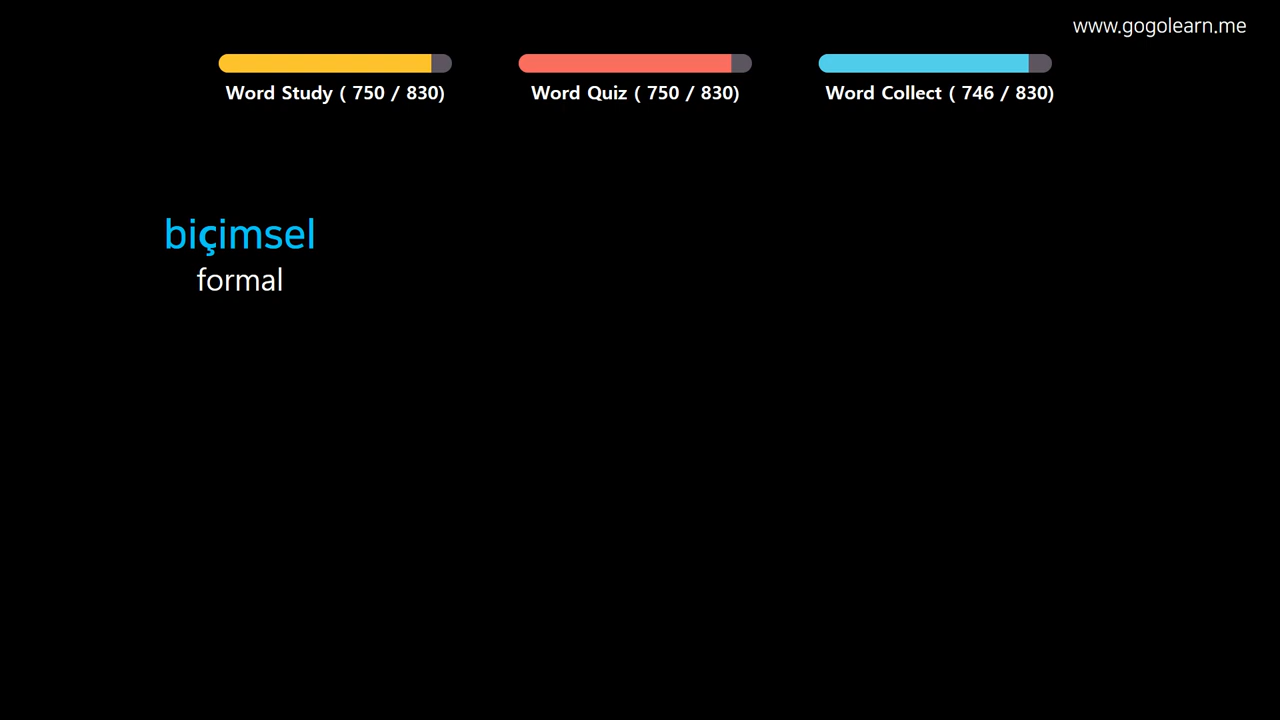 www.gogolearn.me
Word Study ( 750 / 830)
Word Quiz ( 750 / 830)
Word Collect ( 746 / 830)
biçimsel
formal